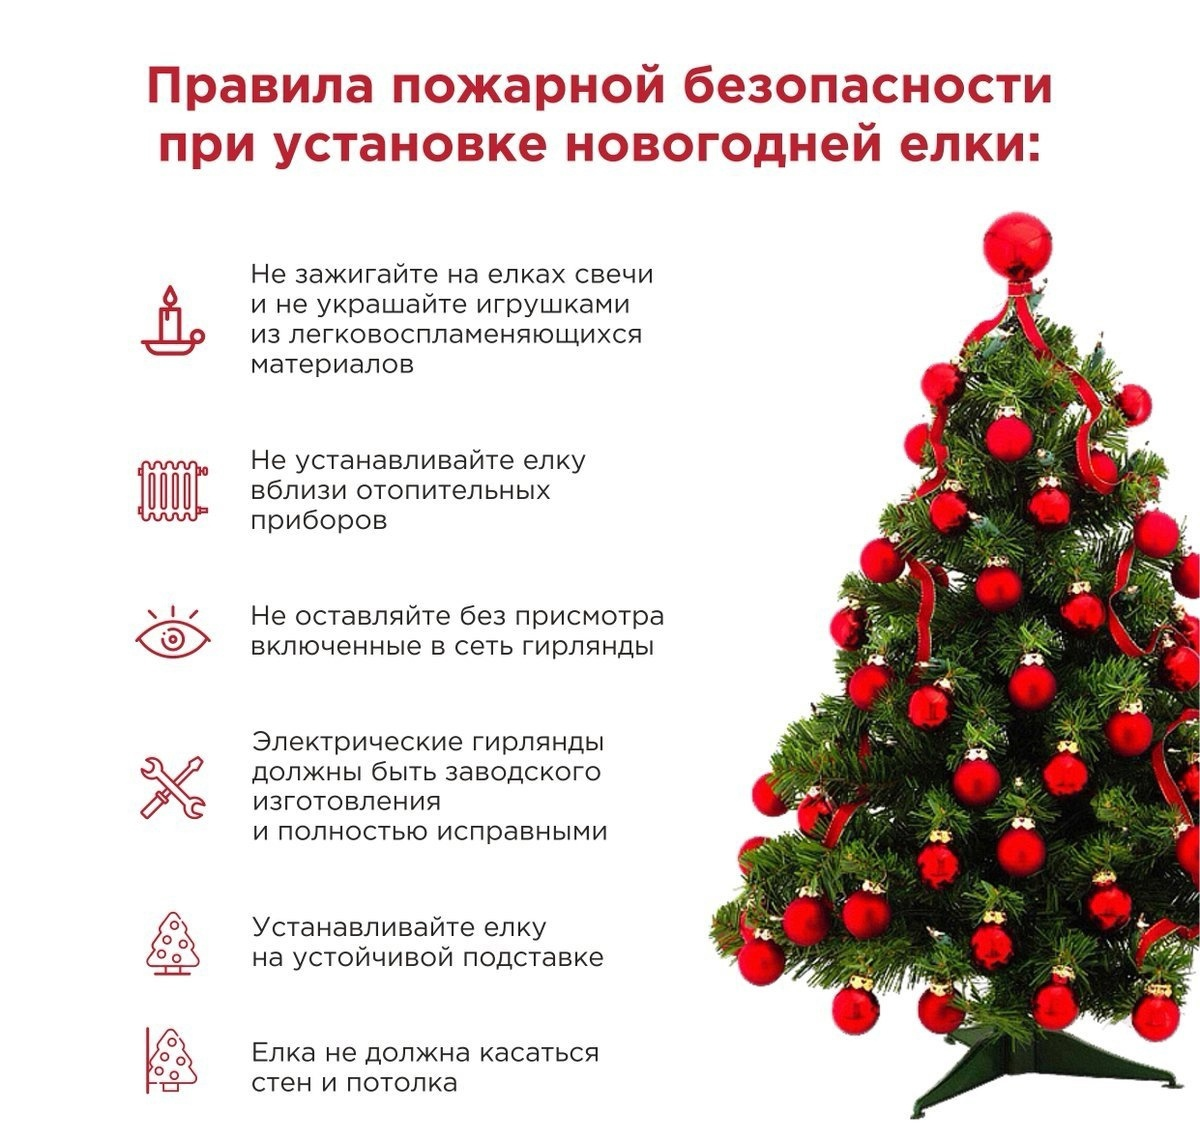 Правила пожарной безопасности
при установке новогодней елки:
Не зажигайте на елках свечи
и не украшайте игрушками
из легковоспламеняющихся
материалов
Не устанавливайте елку
вблизи отопительных
приборов
Не оставляйте без присмотра
включенные в сеть гирлянды
Электрические гирлянды
должны быть заводского
изготовления
и полностью исправными
Устанавливайте елку
на устойчивой подставке
Елка не должна касаться
стен и потолка